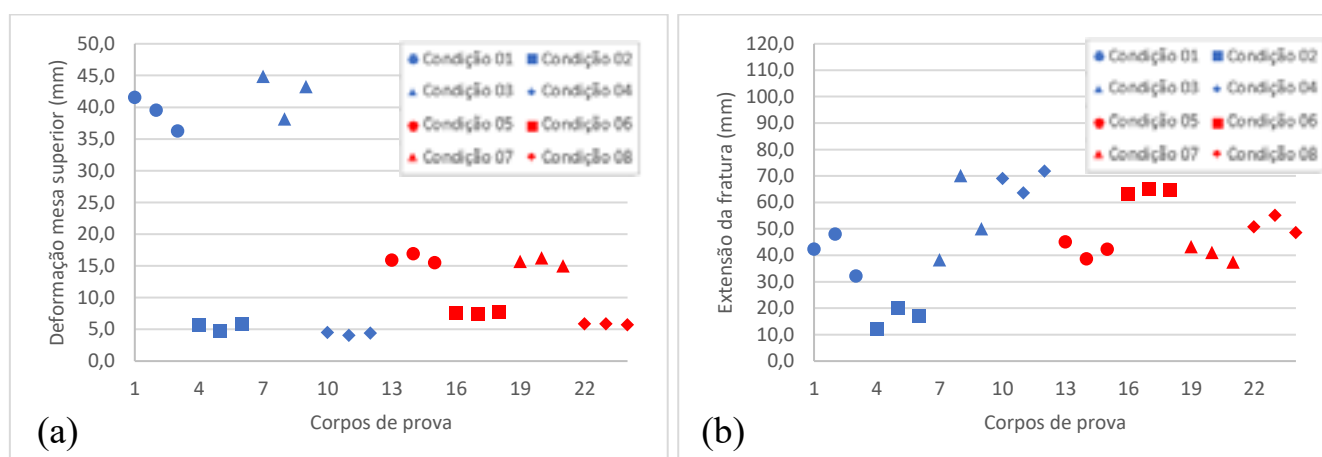 Deformação mesa superior (mm)
50,0
45,0
40,0
35,0
30,0
25,0
20,0
15,0
10,0
5,0
0,0
Condição 01 Condição 02
Condição 03 Condição 04
Condição 05 Condição 06
Condição 07 Condição 08
1 4 7 10 13 16 19 22
Corpos de prova
(a)
Extensão da fratura (mm)
120,0
110,0
100,0
90,0
80,0
70,0
60,0
50,0
40,0
30,0
20,0
10,0
0,0
Condição 01 Condição 02
Condição 03 Condição 04
Condição 05 Condição 06
Condição 07 Condição 08
1 4 7 10 13 16 19 22
Corpos de prova
(b)